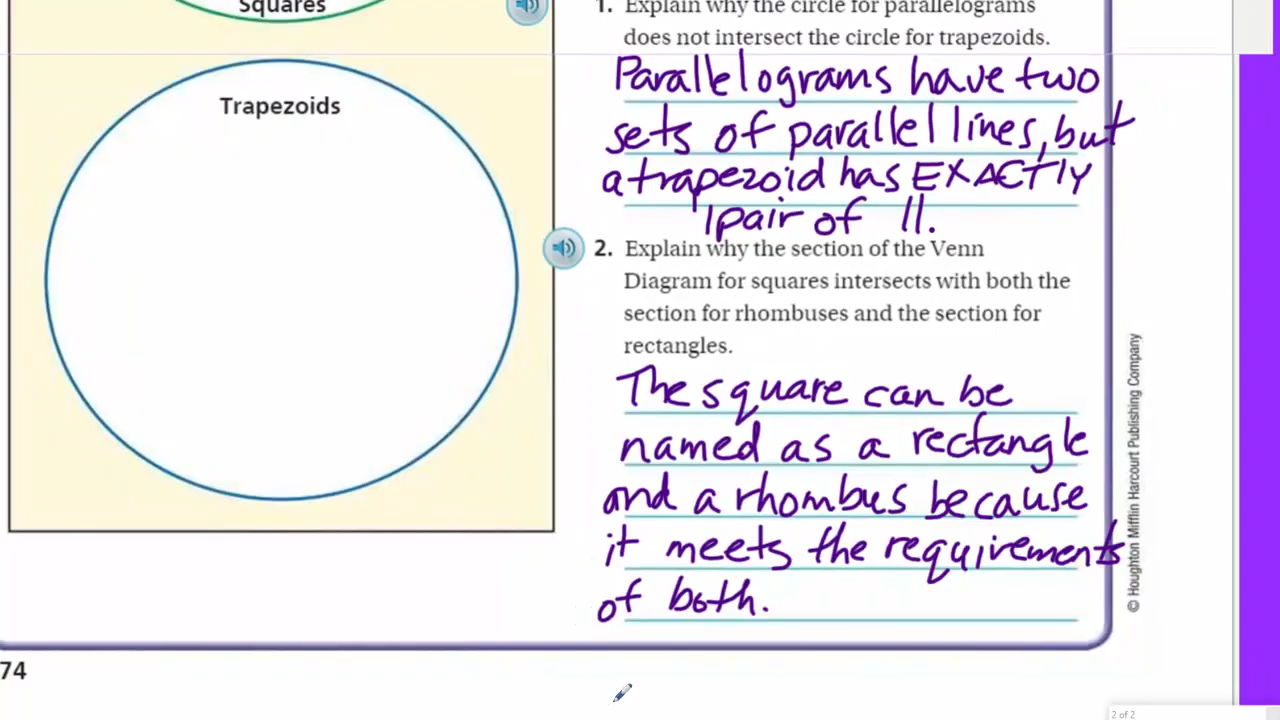 Squares
Trapezoids
1. Explain why the circle for parallelograms
does not intersect the circle for trapezoids.
Parallelograms have two
sets of parallel lines, but
a trapezoid has EXACTLY
1 pair of ||.
2. Explain why the section of the Venn
Diagram for squares intersects with both the
section for rhombuses and the section for
rectangles.
The square can be
named as a rectangle
and a rhombus because
it meets the requirements
of both.
© Houghton Mifflin Harcourt Publishing Company
74
2 of 2